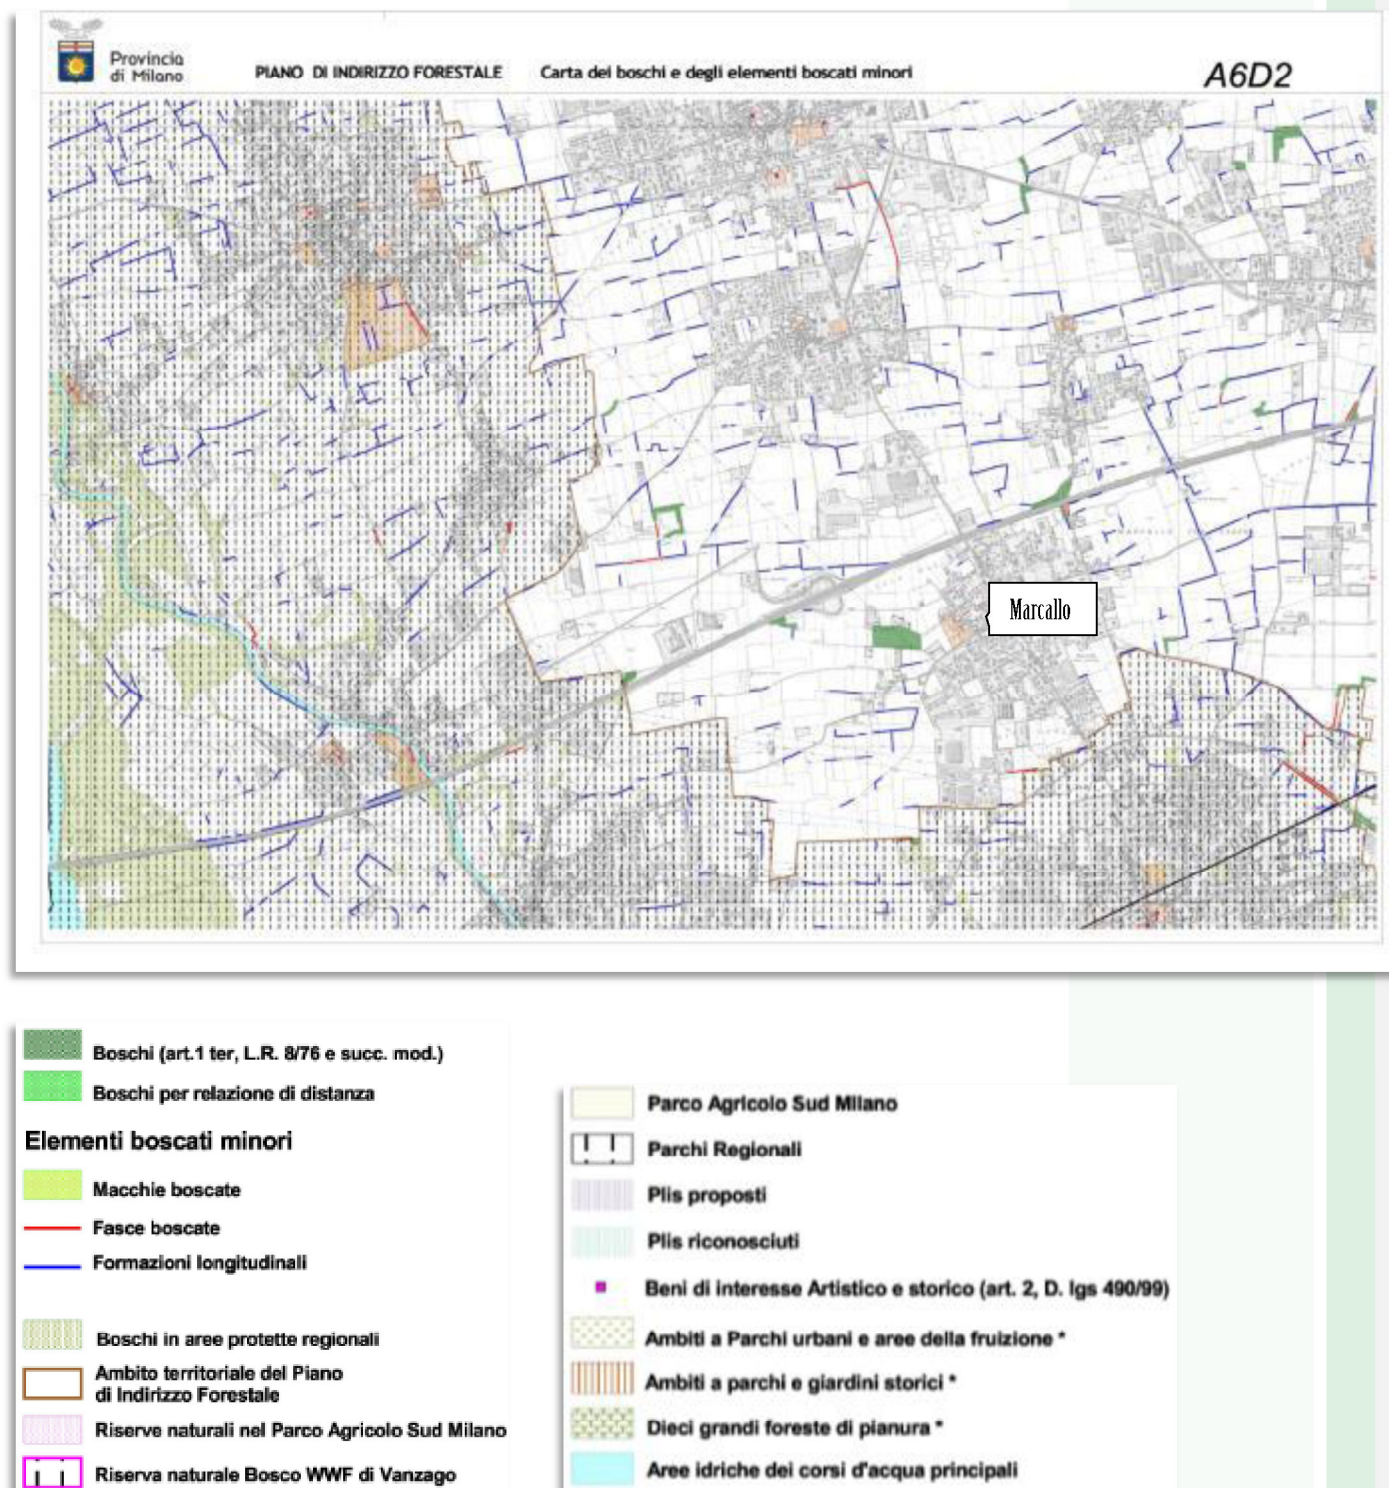 Provincia
di Milano
PIANO DI INDIRIZZO FORESTALE
Carta dei boschi e degli elementi boscati minori
A6D2
Marcallo
Boschi (art.1 ter, L.R. 8/76 e succ. mod.)
Boschi per relazione di distanza
Elementi boscati minori
Macchie boscate
Fasce boscate
Formazioni longitudinali
Boschi in aree protette regionali
Ambito territoriale del Piano
di Indirizzo Forestale
Riserve naturali nel Parco Agricolo Sud Milano
Riserva naturale Bosco WWF di Vanzago
Parco Agricolo Sud Milano
Parchi Regionali
Plis proposti
Plis riconosciuti
Beni di interesse Artistico e storico (art. 2, D. lgs 490/99)
Ambiti a Parchi urbani e aree della fruizione *
Ambiti a parchi e giardini storici *
Dieci grandi foreste di pianura *
Aree idriche dei corsi d'acqua principali